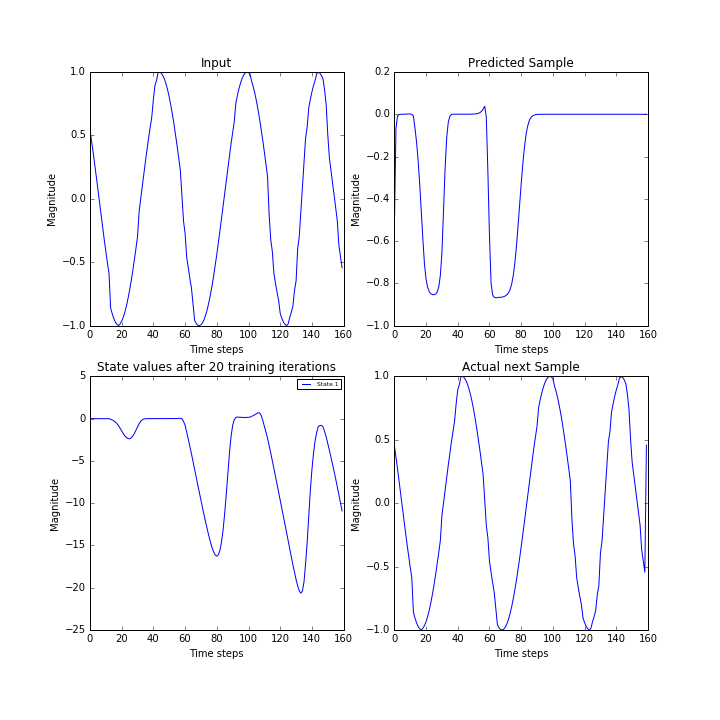 Input
Magnitude
1.0
0.5
0.0
−0.5
−1.0
0 20 40 60 80 100 120 140 160
Time steps
Predicted Sample
Magnitude
0.2
0.0
−0.2
−0.4
−0.6
−0.8
−1.0
0 20 40 60 80 100 120 140 160
Time steps
State values after 20 training iterations
State 1
Magnitude
5
0
−5
−10
−15
−20
−25
0 20 40 60 80 100 120 140 160
Time steps
Actual next Sample
Magnitude
1.0
0.5
0.0
−0.5
−1.0
0 20 40 60 80 100 120 140 160
Time steps